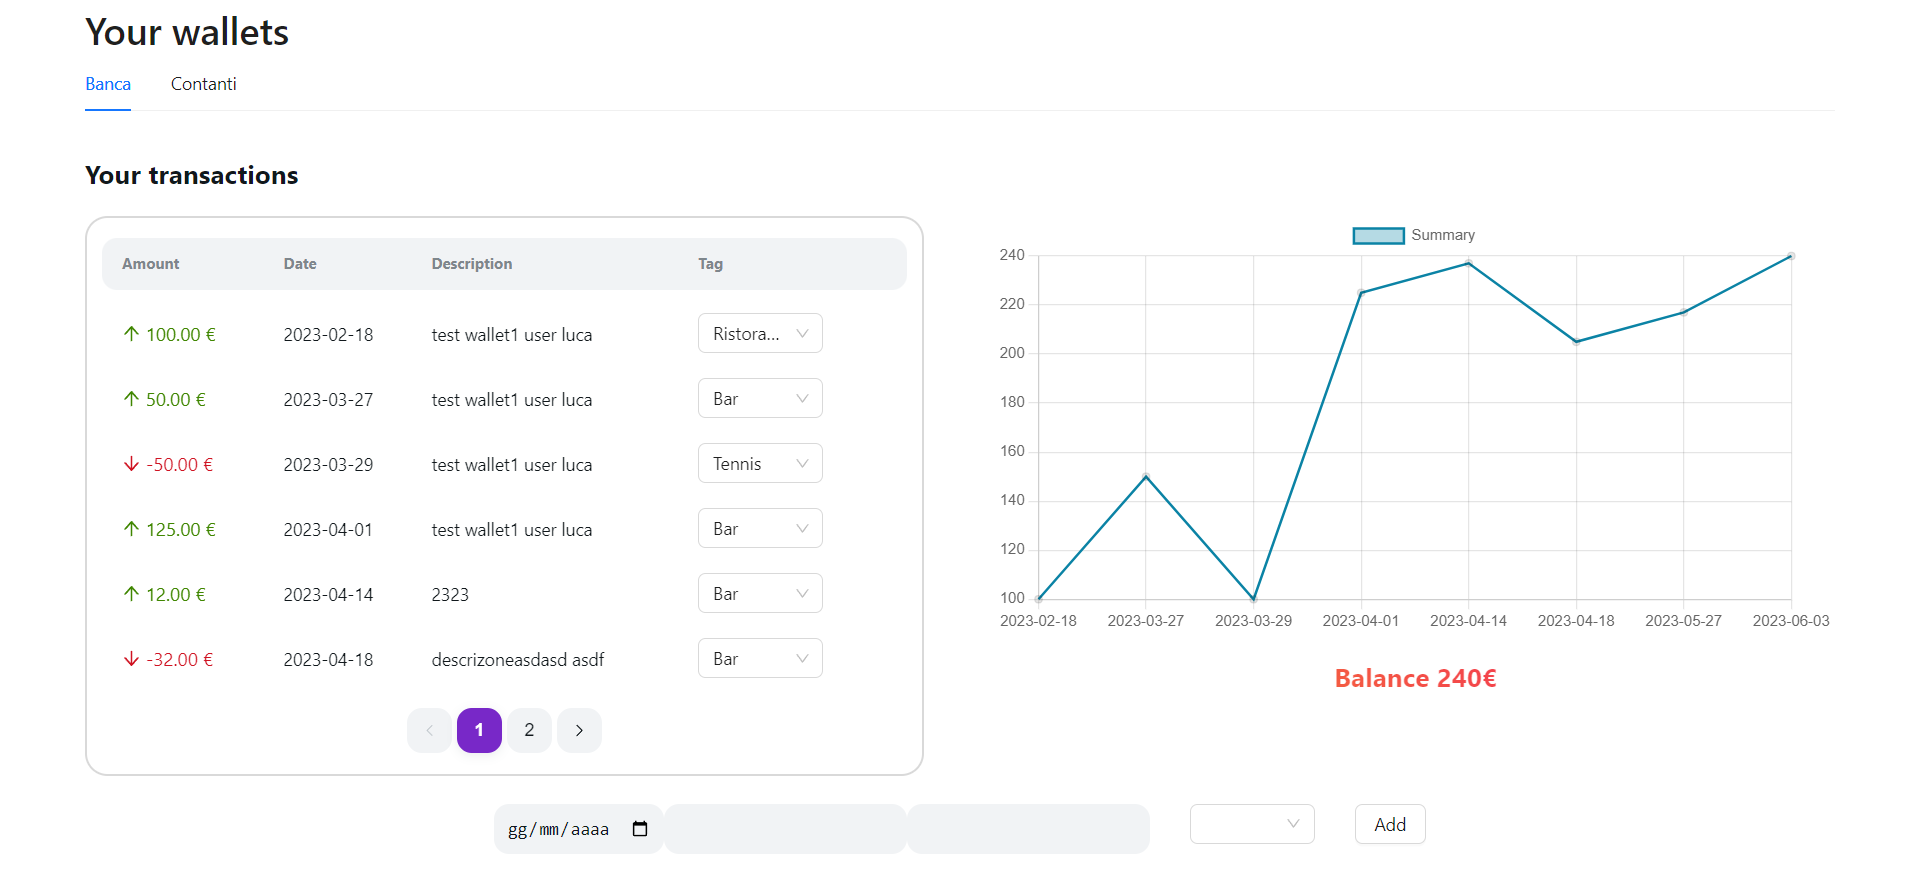 Your wallets
Banca Contanti
Your transactions
Amount Date Description Tag
↑ 100.00 € 2023-02-18 test wallet1 user luca Ristora...
↑ 50.00 € 2023-03-27 test wallet1 user luca Bar
↓ -50.00 € 2023-03-29 test wallet1 user luca Tennis
↑ 125.00 € 2023-04-01 test wallet1 user luca Bar
↑ 12.00 € 2023-04-14 2323 Bar
↓ -32.00 € 2023-04-18 descrizoneasdasd asdf Bar
< 1 2 >
Summary
240
220
200
180
160
140
120
100
2023-02-18 2023-03-27 2023-03-29 2023-04-01 2023-04-14 2023-04-18 2023-05-27 2023-06-03
Balance 240€
gg/mm/aaaa Add